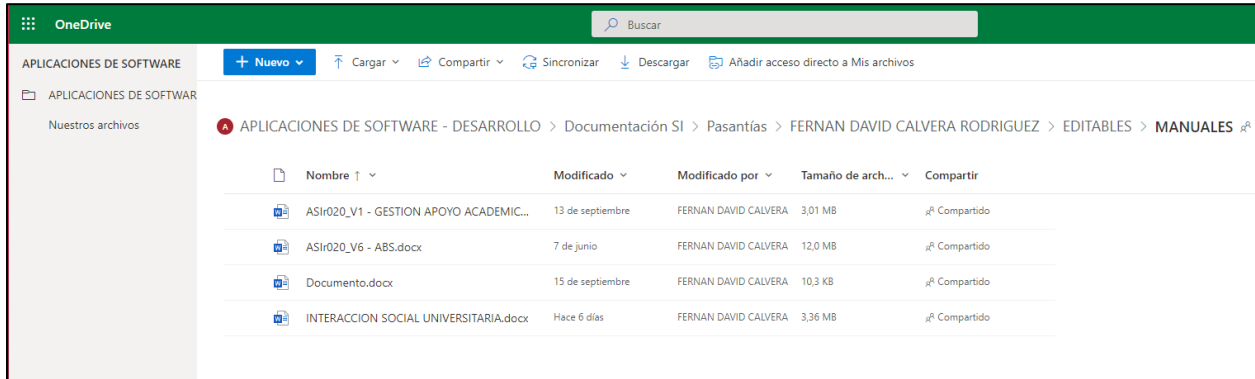 OneDrive
Buscar
APLICACIONES DE SOFTWARE
+ Nuevo
Cargar
Compartir
Sincronizar
Descargar
Añadir acceso directo a Mis archivos
APLICACIONES DE SOFTWAR
Nuestros archivos
A APLICACIONES DE SOFTWARE - DESARROLLO > Documentación SI > Pasantías > FERNAN DAVID CALVERA RODRIGUEZ > EDITABLES > MANUALES
Nombre ↑ Modificado Modificado por Tamaño de arch... Compartir
ASIr020_V1 - GESTION APOYO ACADEMIC... 13 de septiembre FERNAN DAVID CALVERA 3,01 MB Compartido
ASIr020_V6 - ABS.docx 7 de junio FERNAN DAVID CALVERA 12,0 MB Compartido
Documento.docx 15 de septiembre FERNAN DAVID CALVERA 10,3 KB Compartido
INTERACCION SOCIAL UNIVERSITARIA.docx Hace 6 días FERNAN DAVID CALVERA 3,36 MB Compartido